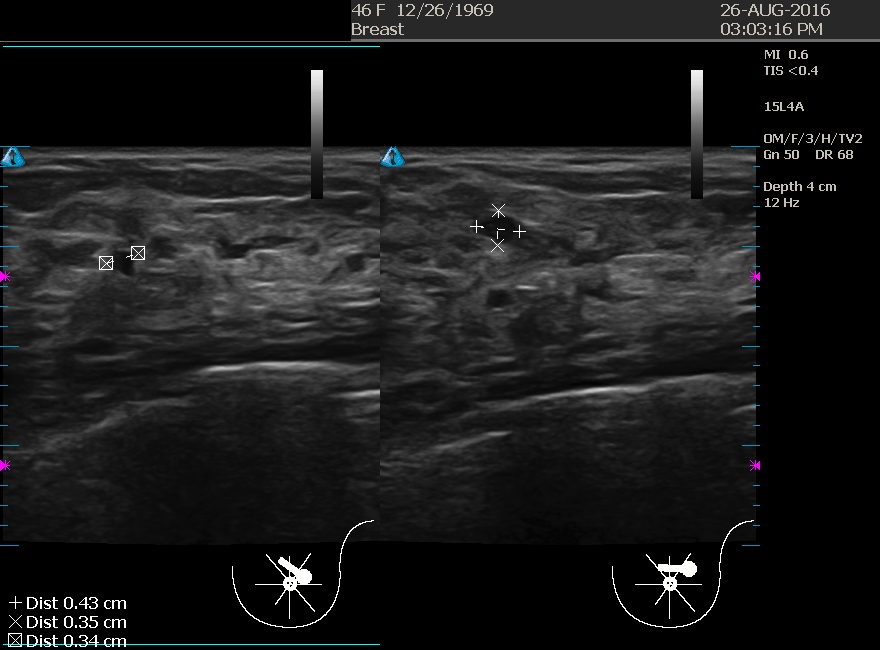 46 F 12/26/1969
26-AUG-2016
Breast
03:03:16 PM
MI 0.6
TIS <0.4
15L4A
OM/F/3/H/TV2
Gn 50 DR 68
Depth 4 cm
12 Hz
Dist 0.43 cm
Dist 0.35 cm
Dist 0.34 cm